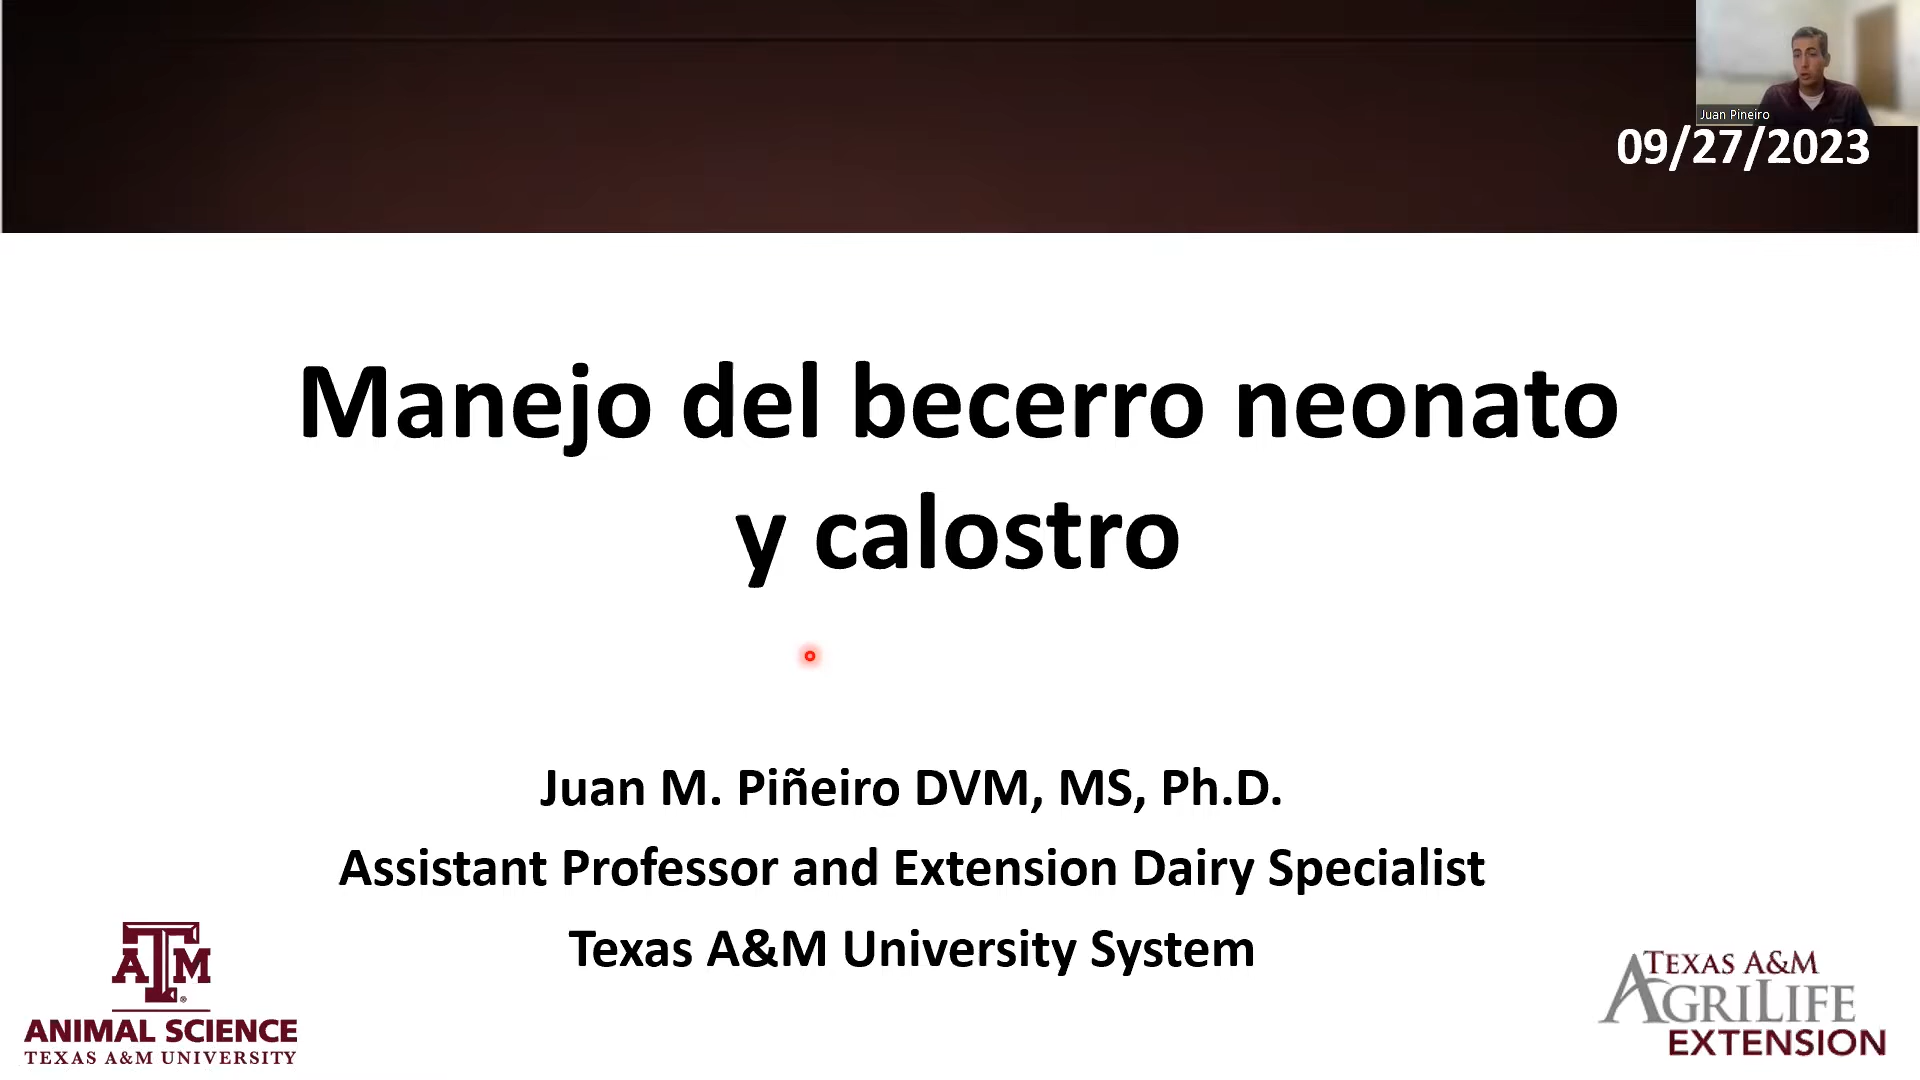 Juan Pineiro
09/27/2023
Manejo del becerro neonato
y calostro
Juan M. Piñeiro DVM, MS, Ph.D.
Assistant Professor and Extension Dairy Specialist
Texas A&M University System
ATM®
ANIMAL SCIENCE
TEXAS A&M UNIVERSITY
TEXAS A&M
AGRILIFE
EXTENSION